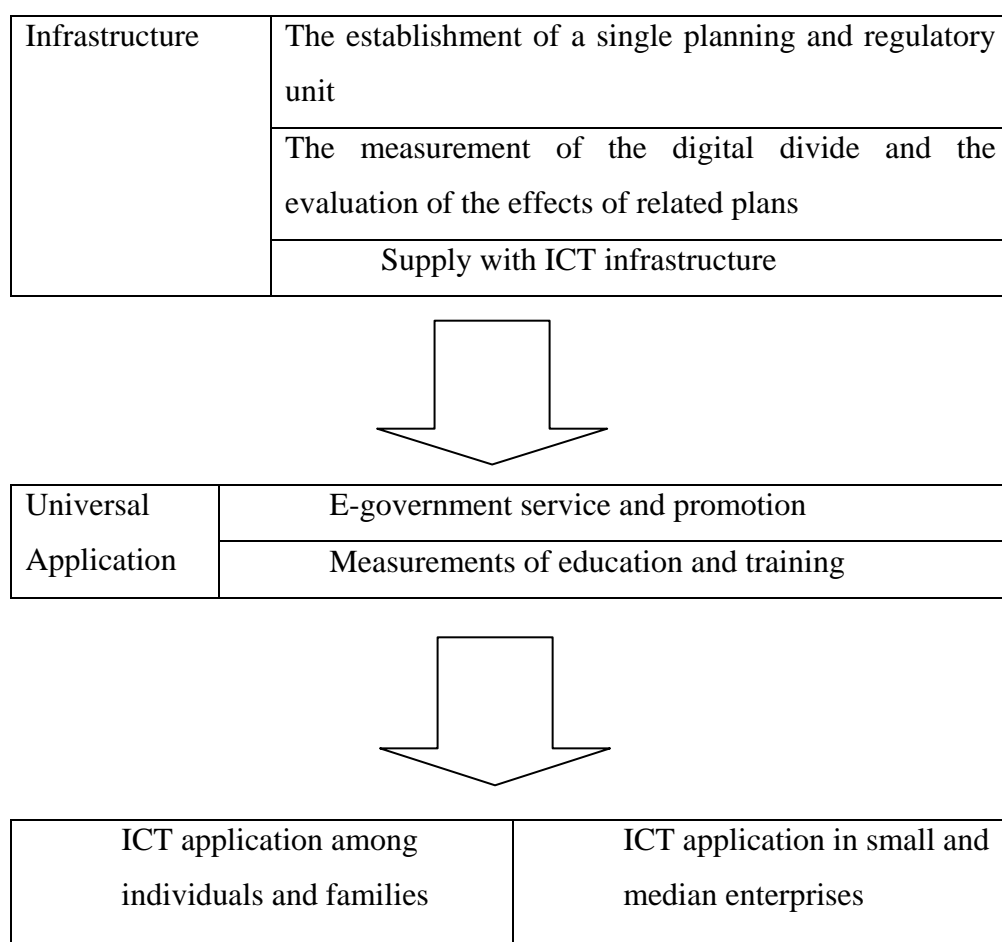 Infrastructure
The establishment of a single planning and regulatory
unit
The measurement of the digital divide and the
evaluation of the effects of related plans
Supply with ICT infrastructure
Universal
Application
E-government service and promotion
Measurements of education and training
ICT application among
individuals and families
ICT application in small and
median enterprises